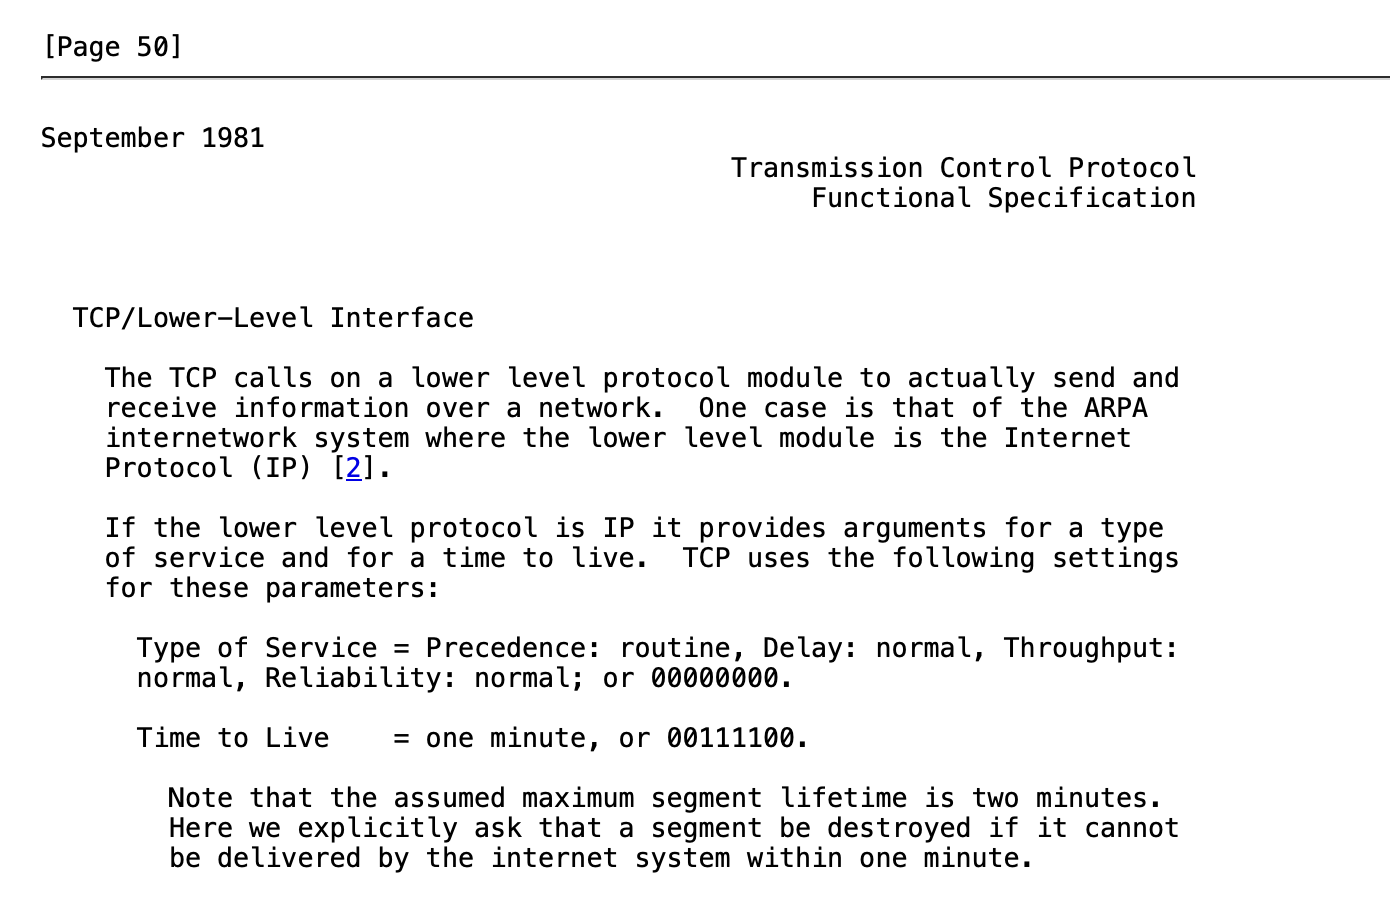 [Page 50]
September 1981
Transmission Control Protocol
Functional Specification
TCP/Lower-Level Interface
The TCP calls on a lower level protocol module to actually send and
receive information over a network.  One case is that of the ARPA
internetwork system where the lower level module is the Internet
Protocol (IP) [2].
If the lower level protocol is IP it provides arguments for a type
of service and for a time to live.  TCP uses the following settings
for these parameters:
Type of Service = Precedence: routine, Delay: normal, Throughput:
normal, Reliability: normal; or 00000000.
Time to Live    = one minute, or 00111100.
Note that the assumed maximum segment lifetime is two minutes.
Here we explicitly ask that a segment be destroyed if it cannot
be delivered by the internet system within one minute.